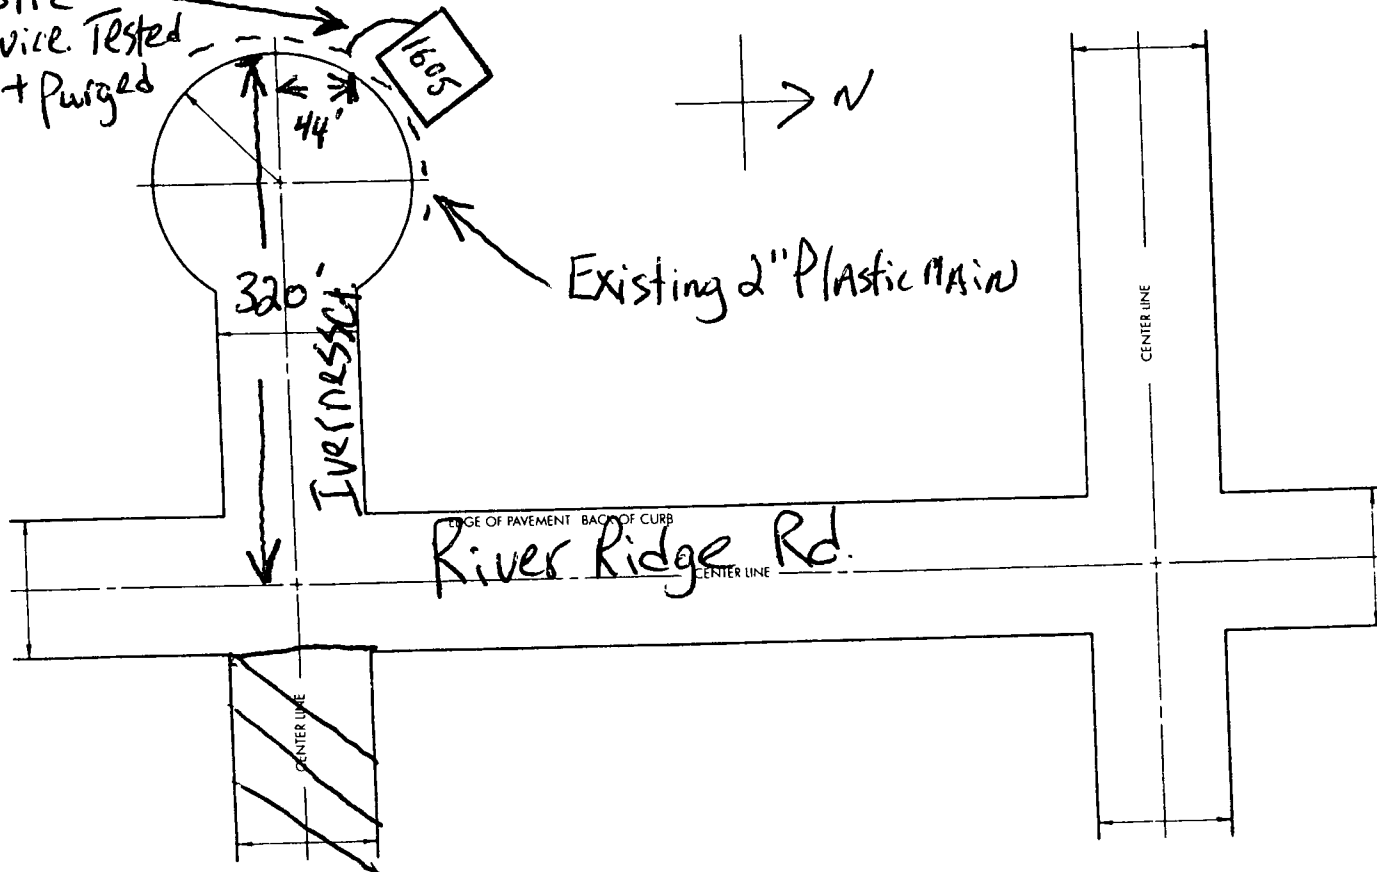 vice. Tested
+ Purged
1605
44'
N
Existing 2" Plastic Main
320'
Iverness Ct.
CENTER LINE
EDGE OF PAVEMENT BACK OF CURB
River Ridge Rd.
CENTER LINE
CENTER LINE